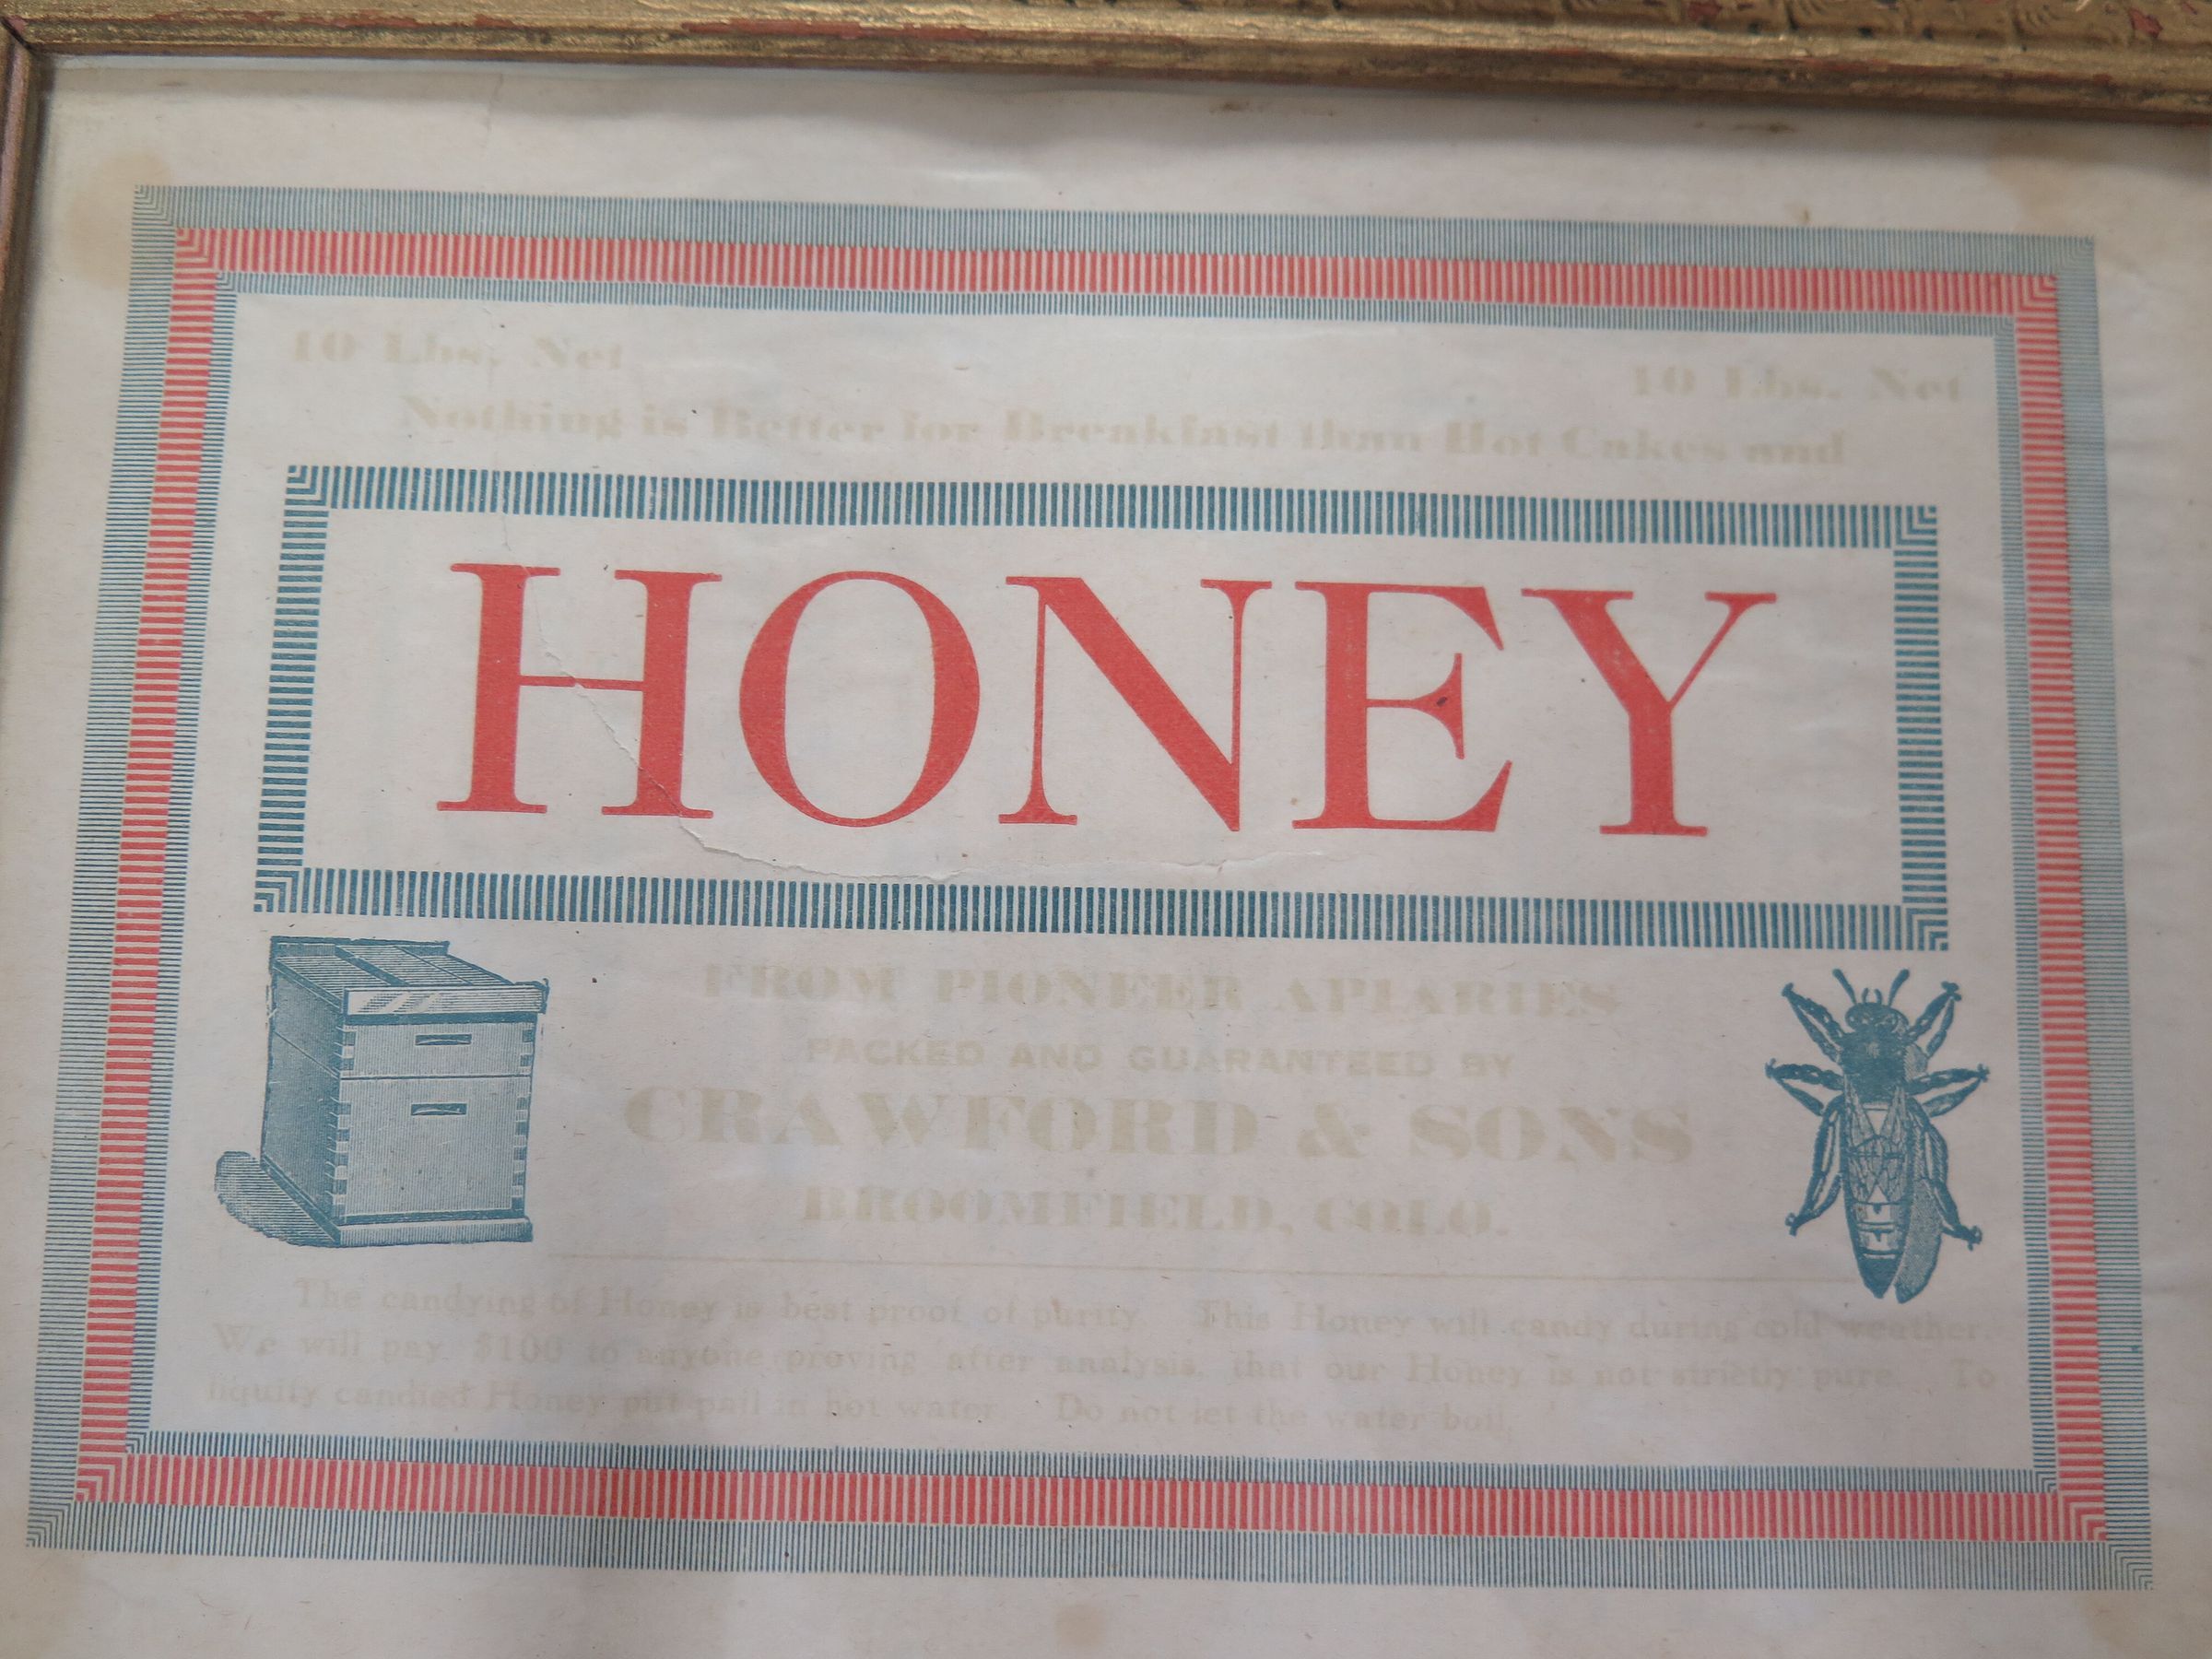 10 Lbs. Net 10 Lbs. Net
Nothing is Better for Breakfast than Hot Cakes and
HONEY
FROM PIONEER APIARIES
PACKED AND GUARANTEED BY
CRAWFORD & SONS
BROOMFIELD, COLO.
The candying of Honey is best proof of purity. This Honey will candy during cold weather.
We will pay $100 to anyone proving, after analysis, that our Honey is not strictly pure. To
liquify candied Honey put pail in hot water. Do not let the water boil.